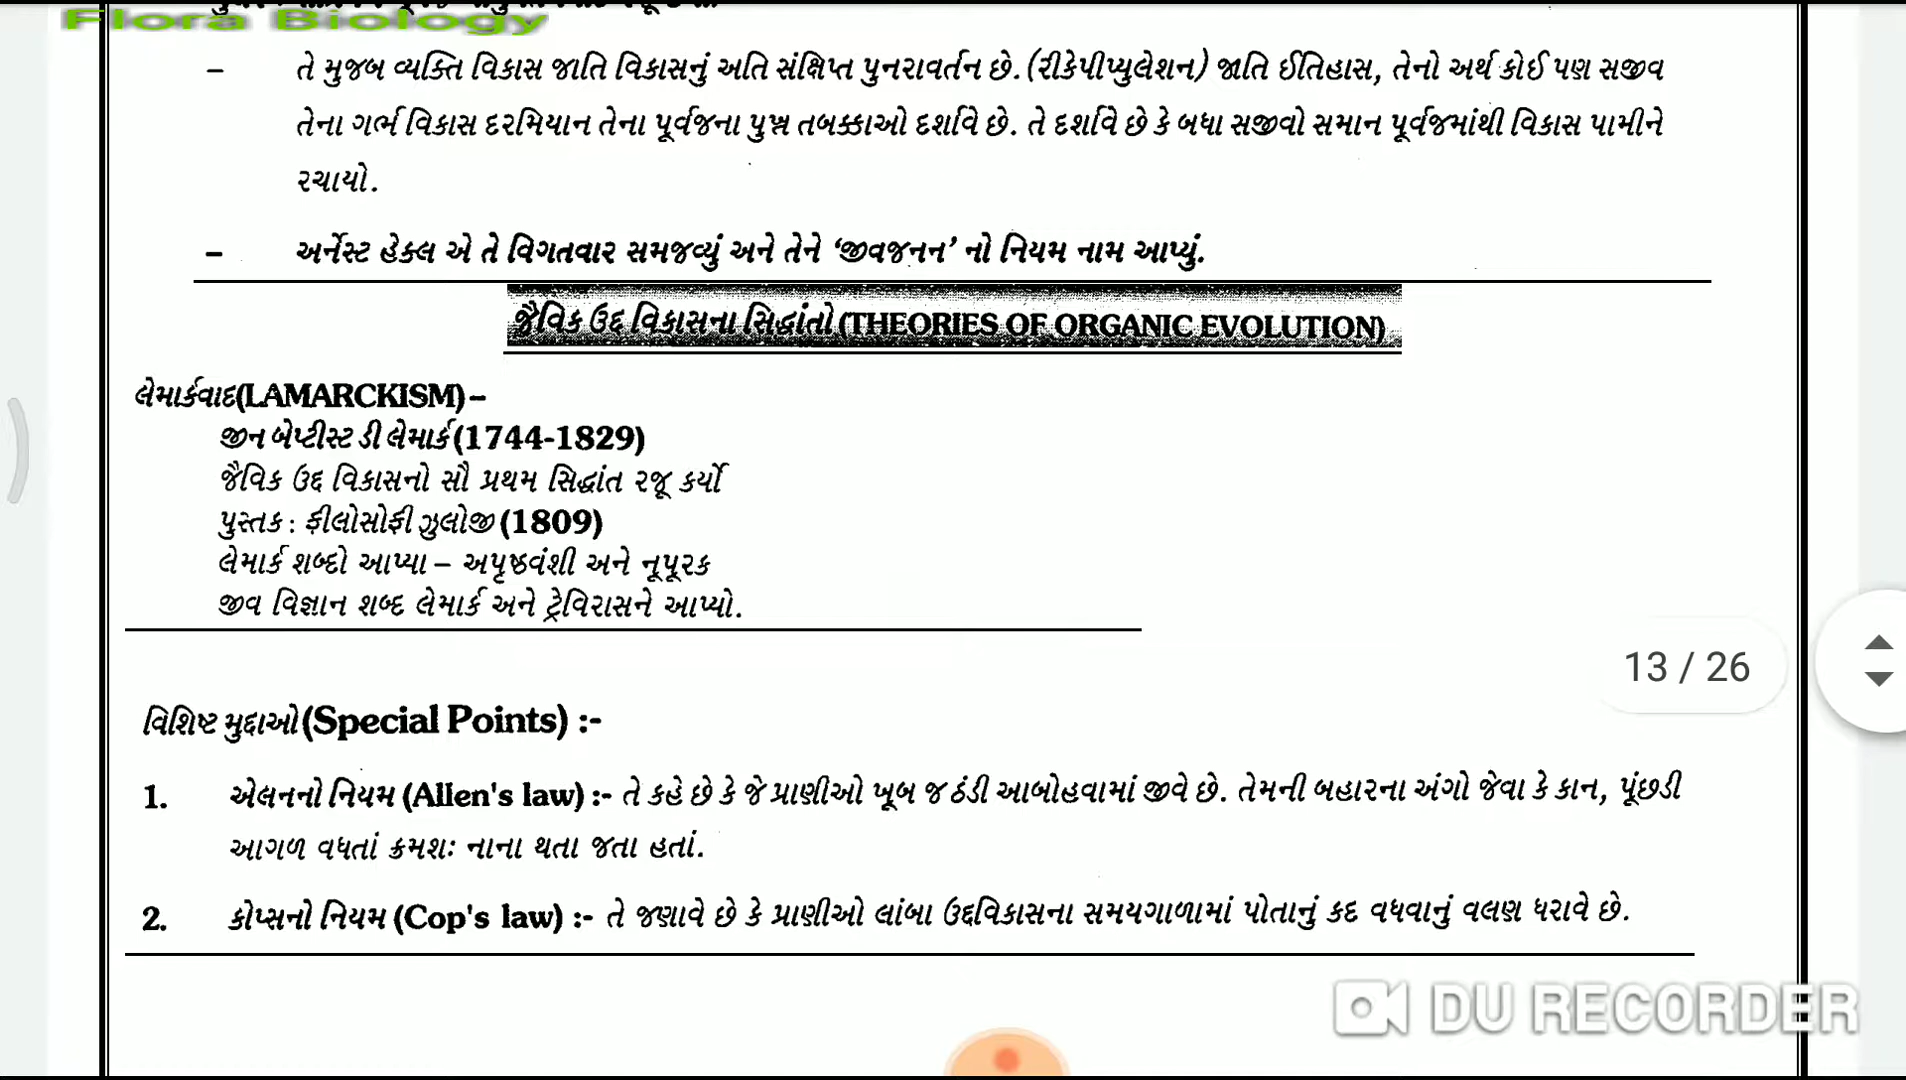 Flora Biology
– તે મુજબ વ્યક્તિ વિકાસ જાતિ વિકાસનું અતિ સંક્ષિપ્ત પુનરાવર્તન છે. (રીકેપીપ્યુલેશન) જાતિ ઈતિહાસ, તેનો અર્થ કોઈ પણ સજીવ
તેના ગર્ભ વિકાસ દરમિયાન તેના પૂર્વજના પુખ્ત તબક્કાઓ દર્શાવે છે. તે દર્શાવે છે કે બધા સજીવો સમાન પૂર્વજમાંથી વિકાસ પામીને
રચાયો.
– અર્નેસ્ટ હેકલ એ તે વિગતવાર સમજવ્યું અને તેને ‘જીવજનન’ નો નિયમ નામ આપ્યું.
જૈવિક ઉદ્દ વિકાસના સિદ્ધાંતો (THEORIES OF ORGANIC EVOLUTION)
લેમાર્કવાદ(LAMARCKISM) –
જીન બેપ્ટીસ્ટ ડી લેમાર્ક (1744-1829)
જૈવિક ઉદ્દ વિકાસનો સૌ પ્રથમ સિદ્ધાંત રજૂ કર્યો
પુસ્તક : ફીલોસોફી ઝુલોજી (1809)
લેમાર્ક શબ્દો આપ્યા – અપૃષ્ઠવંશી અને નૂપૂરક
જીવ વિજ્ઞાન શબ્દ લેમાર્ક અને ટ્રેવિરાસને આપ્યો.
13 / 26
વિશિષ્ટ મુદ્દાઓ (Special Points) :-
1. એલનનો નિયમ (Allen's law) :- તે કહે છે કે જે પ્રાણીઓ ખૂબ જ ઠંડી આબોહવામાં જીવે છે. તેમની બહારના અંગો જેવા કે કાન, પૂંછડી
આગળ વધતાં ક્રમશઃ નાના થતા જતા હતાં.
2. કોપ્સનો નિયમ (Cop's law) :- તે જણાવે છે કે પ્રાણીઓ લાંબા ઉદ્દવિકાસના સમયગાળામાં પોતાનું કદ વધવાનું વલણ ધરાવે છે.
DU RECORDER